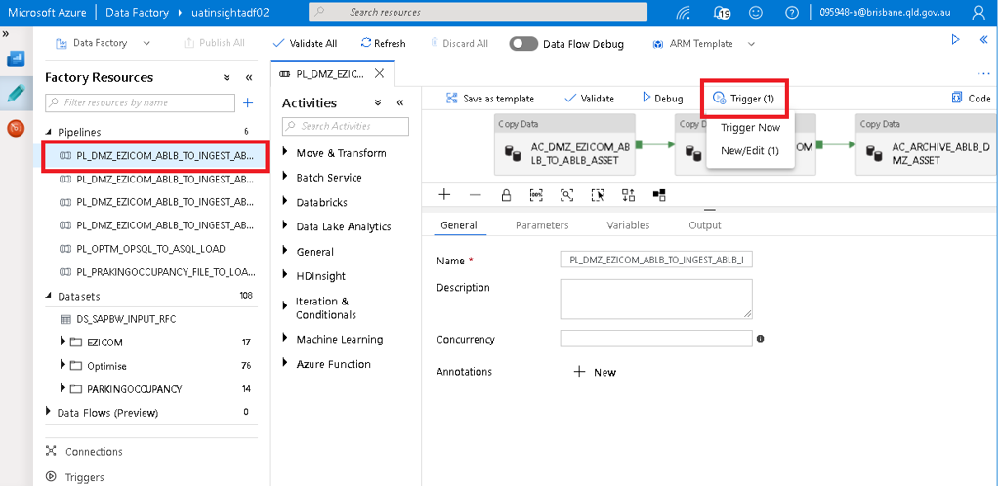 Microsoft Azure
Data Factory
uatinsightadf02
Search resources
19
095948-a@brisbane.qld.gov.au
»
Data Factory
Publish All
Validate All
Refresh
Discard All
Data Flow Debug
ARM Template
«
Factory Resources
«
Filter resources by name
Pipelines
6
PL_DMZ_EZICOM_ABLB_TO_INGEST_AB...
PL_DMZ_EZICOM_ABLB_TO_INGEST_AB...
PL_DMZ_EZICOM_ABLB_TO_INGEST_AB...
PL_DMZ_EZICOM_ABLB_TO_INGEST_AB...
PL_OPTM_OPSQL_TO_ASQL_LOAD
PL_PRAKINGOCCUPANCY_FILE_TO_LOA...
Datasets
108
DS_SAPBW_INPUT_RFC
EZICOM
17
Optimise
76
PARKINGOCCUPANCY
14
Data Flows (Preview)
0
Connections
Triggers
PL_DMZ_EZIC...
Activities
«
Search Activities
Move & Transform
Batch Service
Databricks
Data Lake Analytics
General
HDInsight
Iteration &
Conditionals
Machine Learning
Azure Function
Save as template
Validate
Debug
Trigger (1)
Code
Trigger Now
New/Edit (1)
Copy Data
AC_DMZ_EZICOM_AB
LB_TO_ABLB_ASSET
Copy D
OM
Copy Data
AC_ARCHIVE_ABLB_D
MZ_ASSET
100%
General
Parameters
Variables
Output
Name *
PL_DMZ_EZICOM_ABLB_TO_INGEST_ABLB_I
Description
Concurrency
Annotations
New